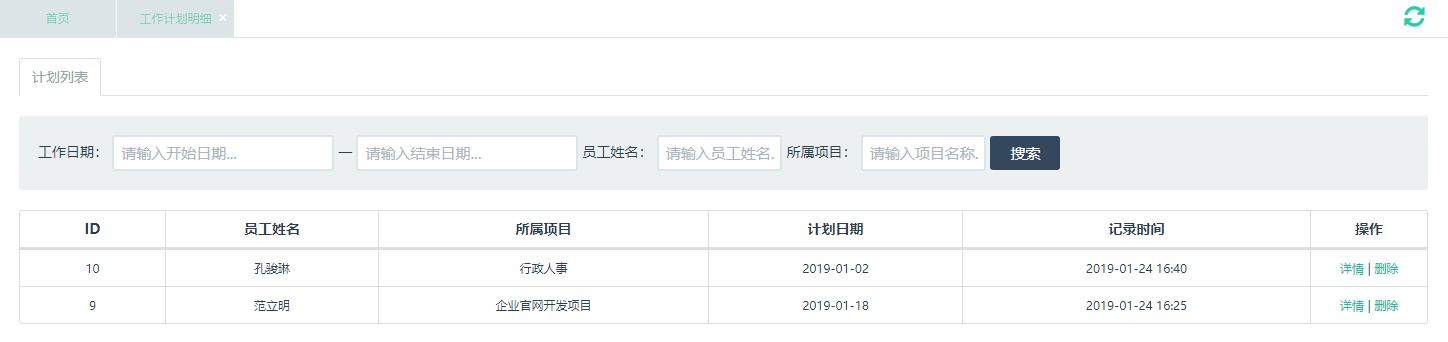 首页 工作计划明细 ×
计划列表
工作日期： 请输入开始日期... — 请输入结束日期... 员工姓名： 请输入员工姓名. 所属项目： 请输入项目名称. 搜索
ID 员工姓名 所属项目 计划日期 记录时间 操作
10 孔骏琳 行政人事 2019-01-02 2019-01-24 16:40 详情 | 删除
9 范立明 企业官网开发项目 2019-01-18 2019-01-24 16:25 详情 | 删除